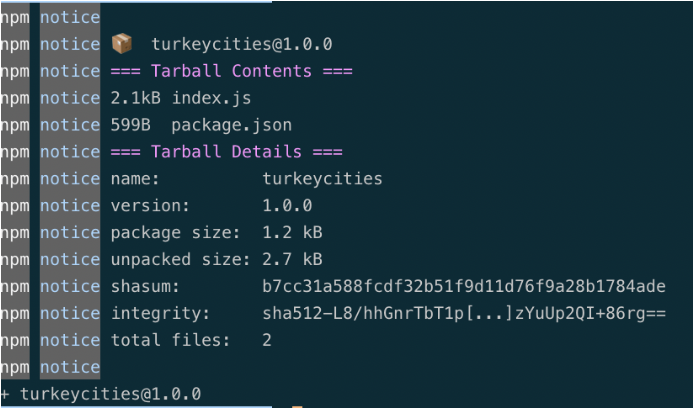 npm notice
npm notice 📦 turkeycities@1.0.0
npm notice === Tarball Contents ===
npm notice 2.1kB index.js
npm notice 599B package.json
npm notice === Tarball Details ===
npm notice name: turkeycities
npm notice version: 1.0.0
npm notice package size: 1.2 kB
npm notice unpacked size: 2.7 kB
npm notice shasum: b7cc31a588fcdf32b51f9d11d76f9a28b1784ade
npm notice integrity: sha512-L8/hhGnrTbT1p[...]zYuUp2QI+86rg==
npm notice total files: 2
npm notice
+ turkeycities@1.0.0